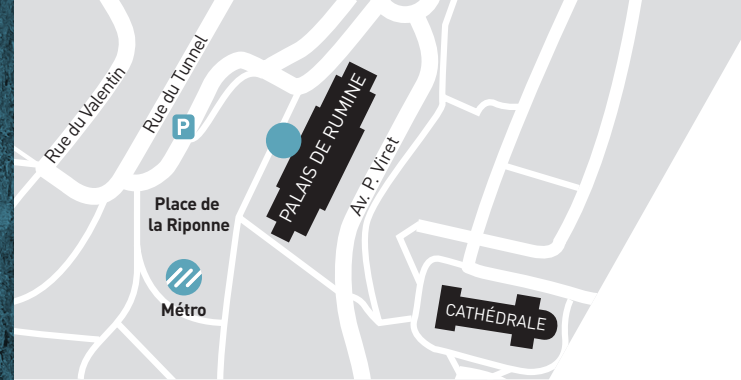 Rue du Valentin
Rue du Tunnel
P
PALAIS DE RUMINE
Av. P. Viret
Place de
la Riponne
Métro
CATHÉDRALE